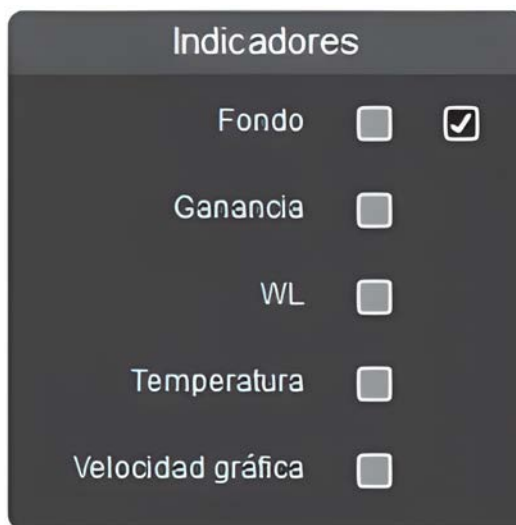 Indicadores
Fondo
Ganancia
WL
Temperatura
Velocidad gráfica